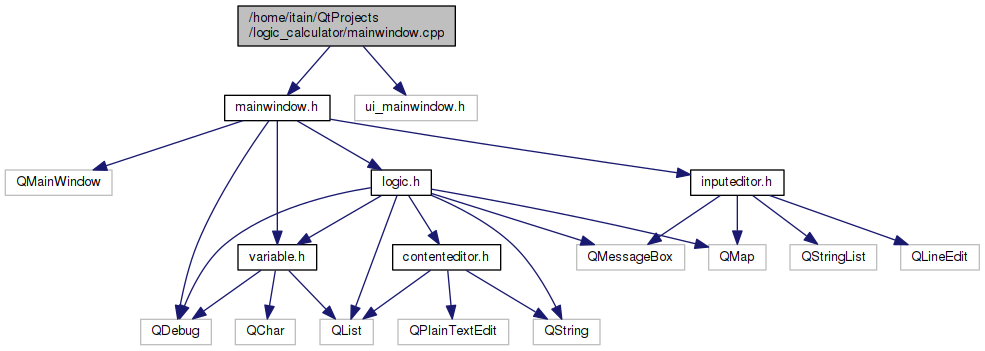 /home/itain/QtProjects
/logic_calculator/mainwindow.cpp
mainwindow.h
ui_mainwindow.h
QMainWindow
logic.h
inputeditor.h
variable.h
contenteditor.h
QMessageBox
QMap
QStringList
QLineEdit
QDebug
QChar
QList
QPlainTextEdit
QString